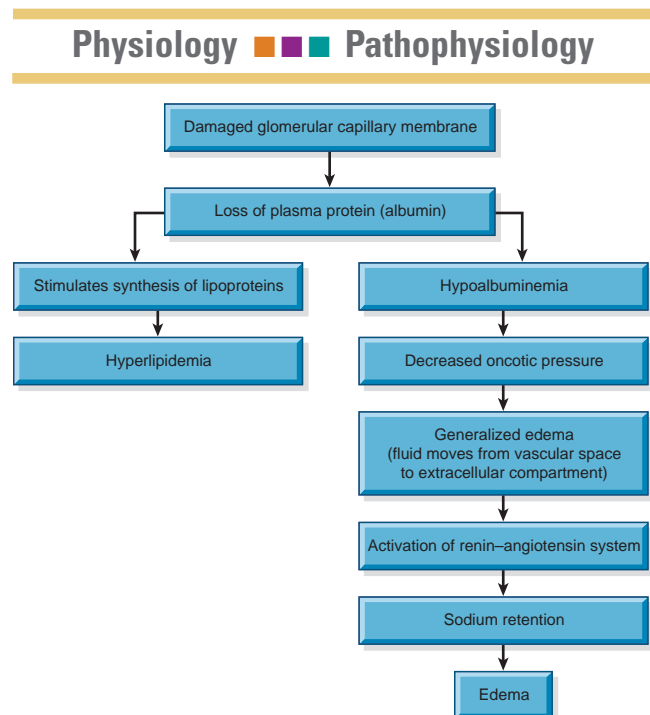 Physiology Pathophysiology
Damaged glomerular capillary membrane
Loss of plasma protein (albumin)
Stimulates synthesis of lipoproteins
Hyperlipidemia
Hypoalbuminemia
Decreased oncotic pressure
Generalized edema
(fluid moves from vascular space
to extracellular compartment)
Activation of renin–angiotensin system
Sodium retention
Edema